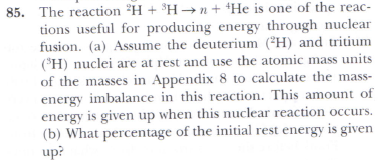 85. The reaction ²H + ³H → n + ⁴He is one of the reac-
tions useful for producing energy through nuclear
fusion. (a) Assume the deuterium (²H) and tritium
(³H) nuclei are at rest and use the atomic mass units
of the masses in Appendix 8 to calculate the mass-
energy imbalance in this reaction. This amount of
energy is given up when this nuclear reaction occurs.
(b) What percentage of the initial rest energy is given
up?